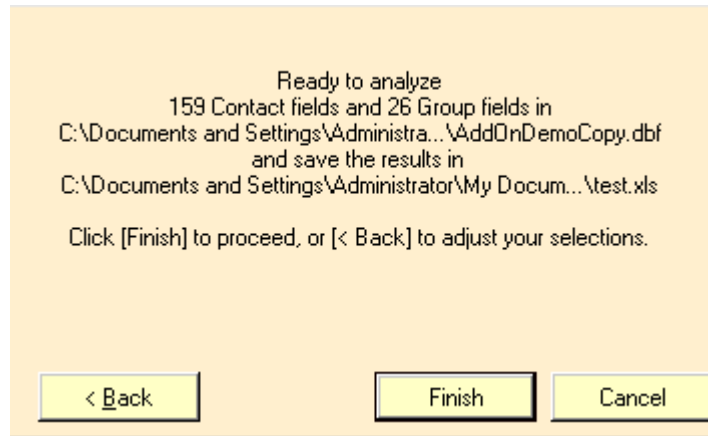 Ready to analyze
159 Contact fields and 26 Group fields in
C:\Documents and Settings\Administra...\AddOnDemoCopy.dbf
and save the results in
C:\Documents and Settings\Administrator\My Docum...\test.xls
Click [Finish] to proceed, or [< Back] to adjust your selections.
< Back
Finish
Cancel